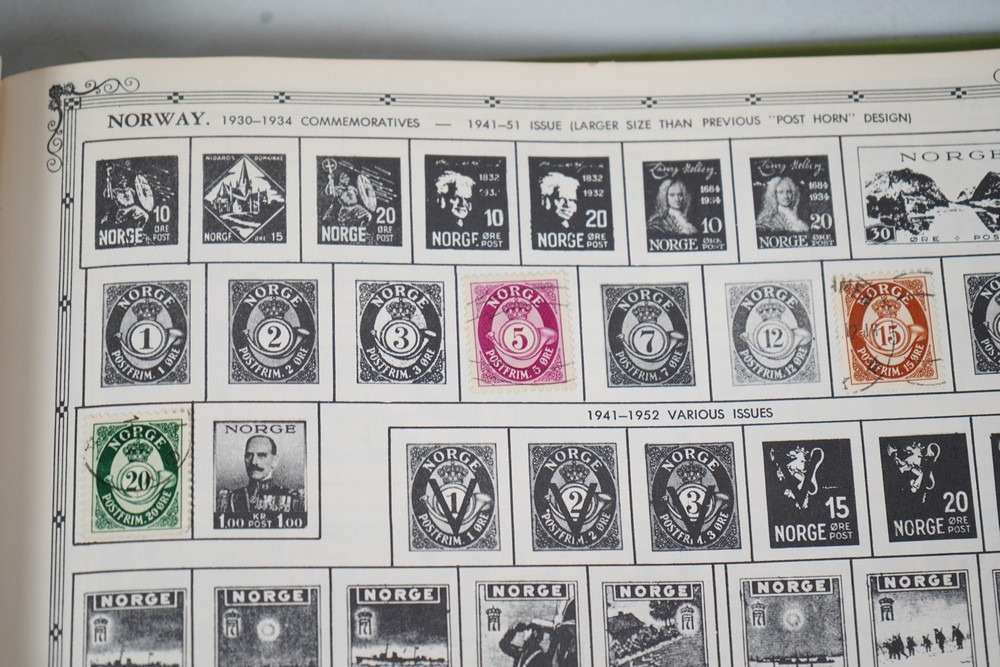 NORWAY. 1930–1934 COMMEMORATIVES — 1941–51 ISSUE (LARGER SIZE THAN PREVIOUS "POST HORN" DESIGN)
10
NORGE ØRE POST
NIDAROS DOMKIRKE
NORGE ØRE 15
20
NORGE ØRE POST
1832
10
NORGE ØRE POST
1832
1932
20
NORGE ØRE POST
1684
10
NORGE ØRE POST
1684
1934
20
NORGE ØRE POST
NORGE
30
ØRE POS
NORGE
1
POSTFRIM. 1 ØRE
NORGE
2
POSTFRIM. 2 ØRE
NORGE
3
POSTFRIM. 3 ØRE
NORGE
5
POSTFRIM. 5 ØRE
NORGE
7
POSTFRIM. 7 ØRE
NORGE
12
POSTFRIM. 12 ØRE
NORGE
15
POSTFRIM. 15 ØRE
NORGE
20
POSTFRIM. 20 ØRE
NORGE
KR
1.00 POST 1.00
1941–1952 VARIOUS ISSUES
NORGE
1
POSTFRIM. 1 ØRE
NORGE
2
POSTFRIM. 2 ØRE
NORGE
3
POSTFRIM. 3 ØRE
15
NORGE ØRE POST
20
NORGE ØRE POST
NORGE
NORGE
NORGE
NORGE
NORGE
NORGE
NORGE